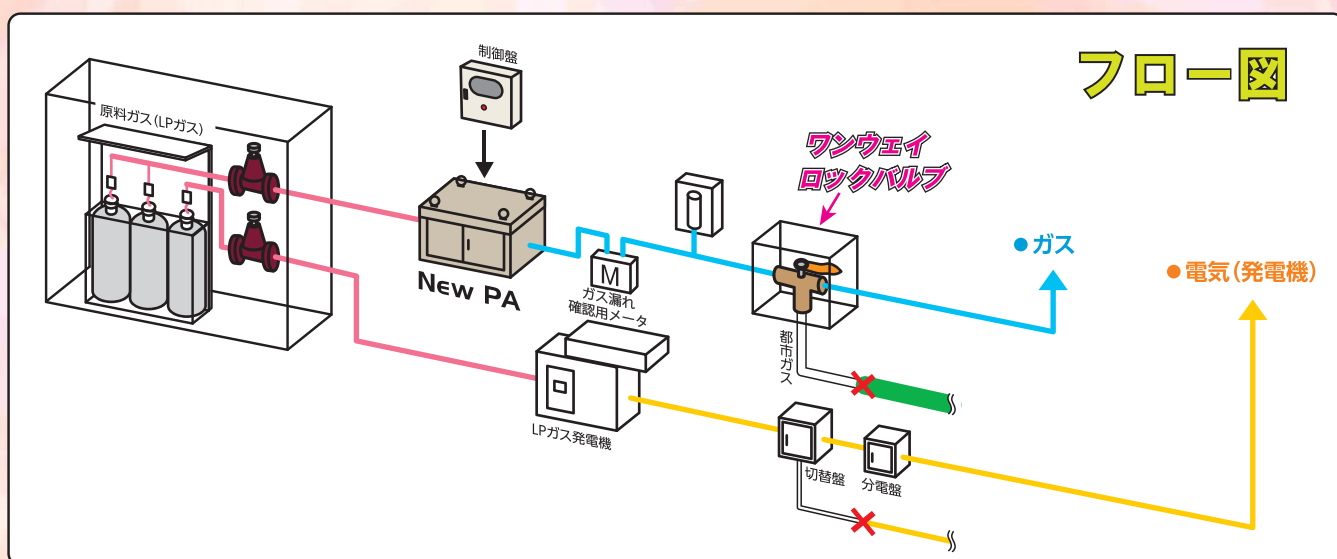 フロー図
制御盤
原料ガス(LPガス)
ワンウェイ
ロックバルブ
New PA
M
ガス漏れ
確認用メータ
●ガス
●電気(発電機)
都市ガス
LPガス発電機
切替盤
分電盤